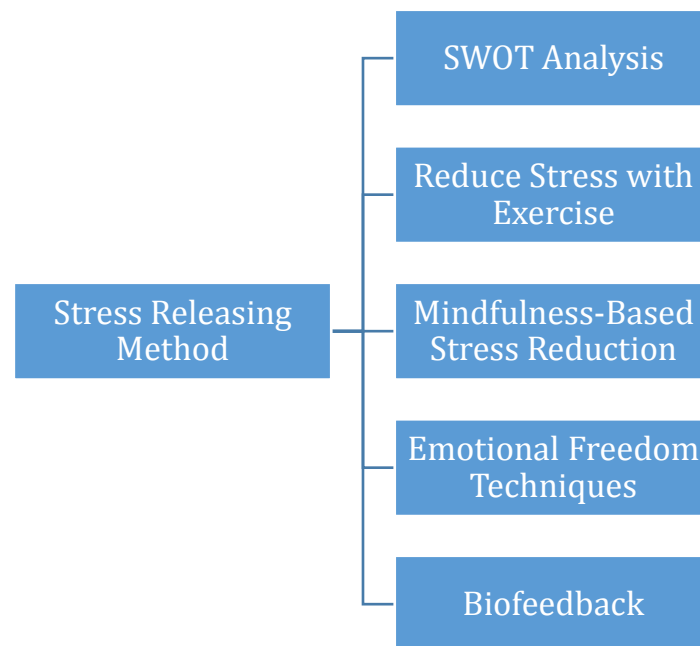 Stress Releasing
Method
SWOT Analysis
Reduce Stress with
Exercise
Mindfulness-Based
Stress Reduction
Emotional Freedom
Techniques
Biofeedback